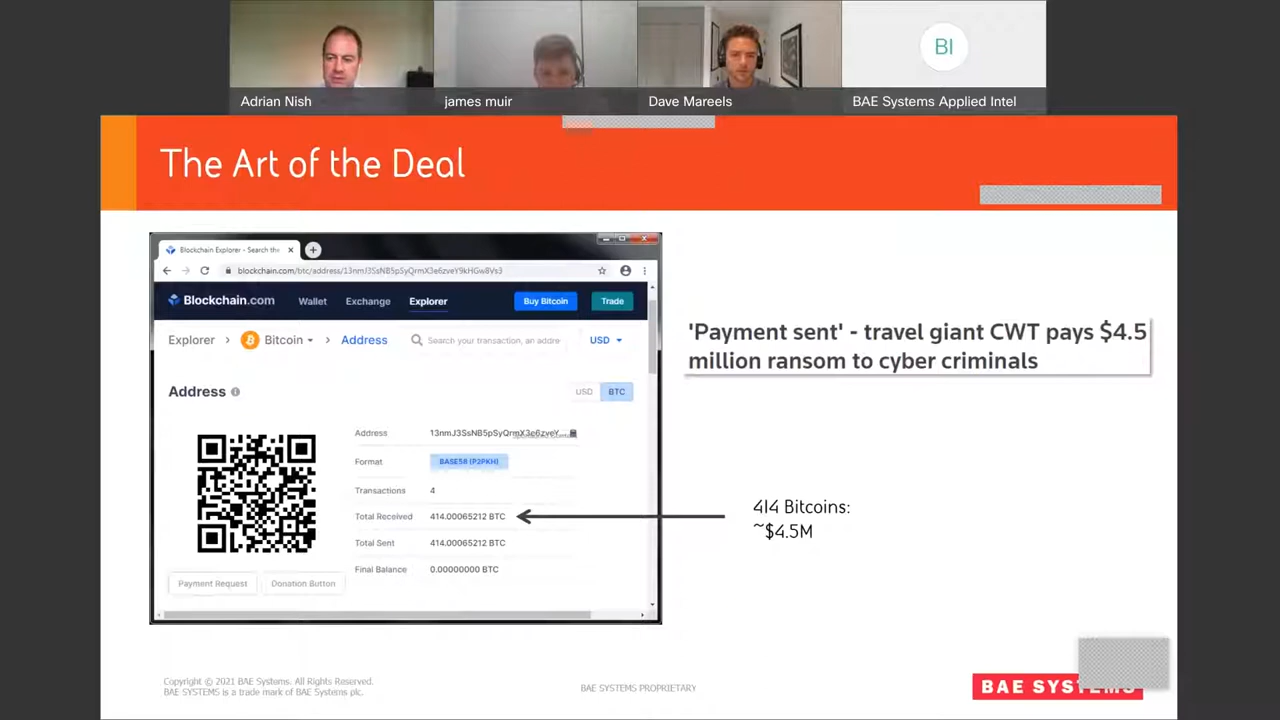 Adrian Nish
james muir
Dave Mareels
BI
BAE Systems Applied Intel
The Art of the Deal
Blockchain Explorer - Search the
blockchain.com/btc/address/13nmJ3SsNB5pSyQrmX3e6zveY9kHGw8Vs3
Blockchain.com Wallet Exchange Explorer Buy Bitcoin Trade
Explorer › Bitcoin › Address Search your transaction, an addre USD
Address USD BTC
Address 13nmJ3SsNB5pSyQrmX3e6zveY...
Format BASE58 (P2PKH)
Transactions 4
Total Received 414.00065212 BTC
Total Sent 414.00065212 BTC
Final Balance 0.00000000 BTC
Payment Request Donation Button
'Payment sent' - travel giant CWT pays $4.5
million ransom to cyber criminals
414 Bitcoins:
~$4.5M
Copyright © 2021 BAE Systems. All Rights Reserved.
BAE SYSTEMS is a trade mark of BAE Systems plc.
BAE SYSTEMS PROPRIETARY
BAE SYSTEMS